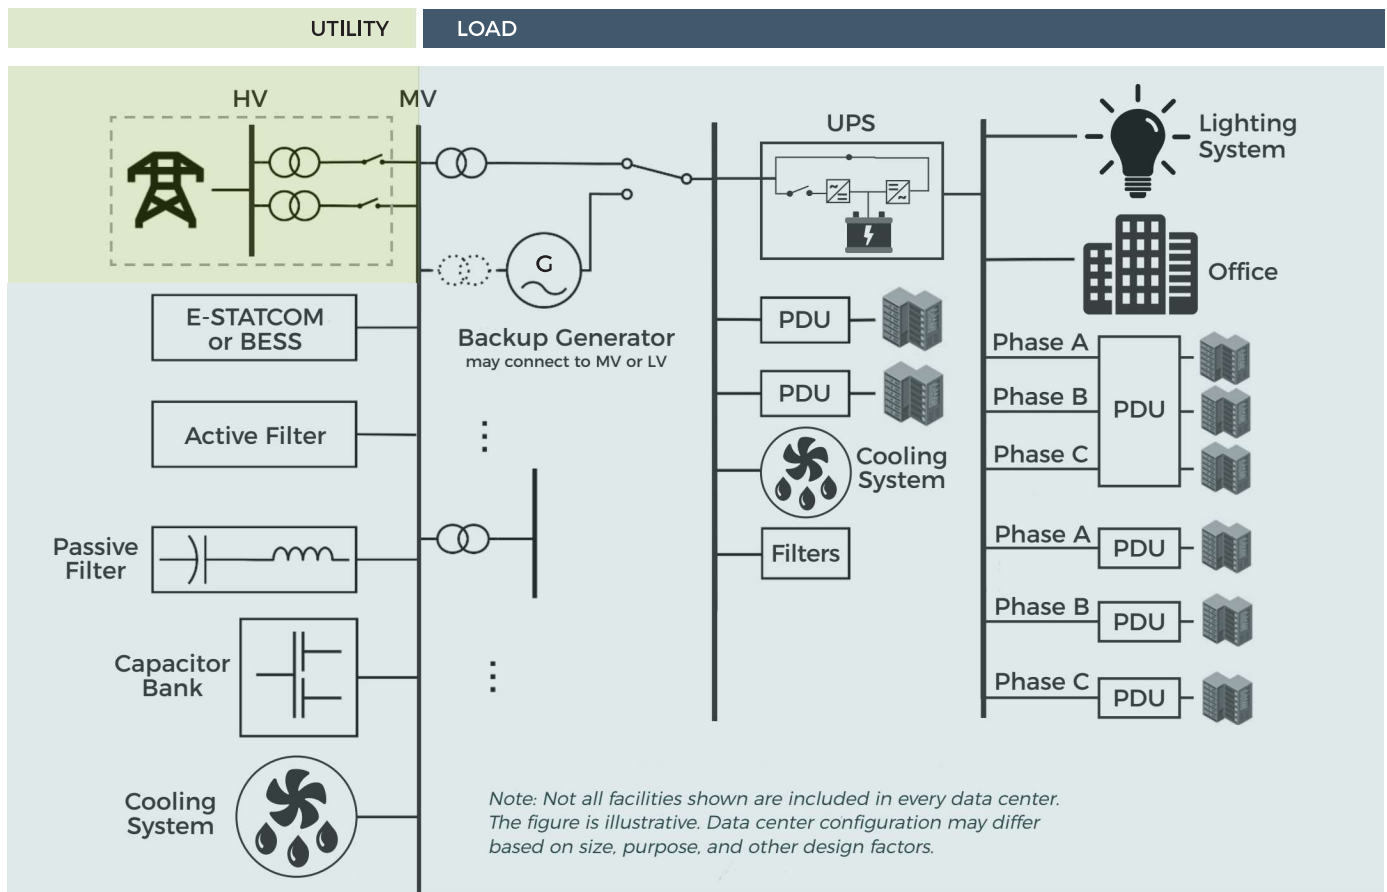 UTILITY
LOAD
HV
MV
E-STATCOM
or BESS
Active Filter
Passive
Filter
Capacitor
Bank
Cooling
System
G
Backup Generator
may connect to MV or LV
UPS
PDU
PDU
Cooling
System
Filters
Lighting
System
Office
Phase A
Phase B
Phase C
PDU
Phase A
PDU
Phase B
PDU
Phase C
PDU
Note: Not all facilities shown are included in every data center.
The figure is illustrative. Data center configuration may differ
based on size, purpose, and other design factors.